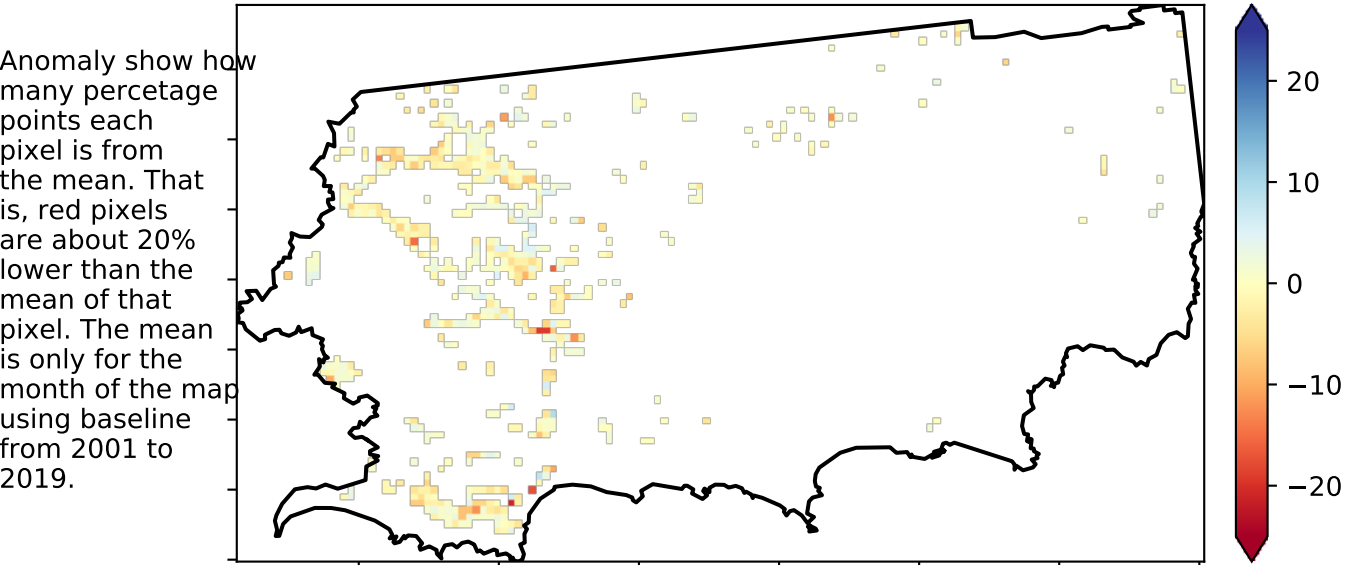 Anomaly show how
many percetage
points each
pixel is from
the mean. That
is, red pixels
are about 20%
lower than the
mean of that
pixel. The mean
is only for the
month of the map
using baseline
from 2001 to
2019.
20
10
0
−10
−20